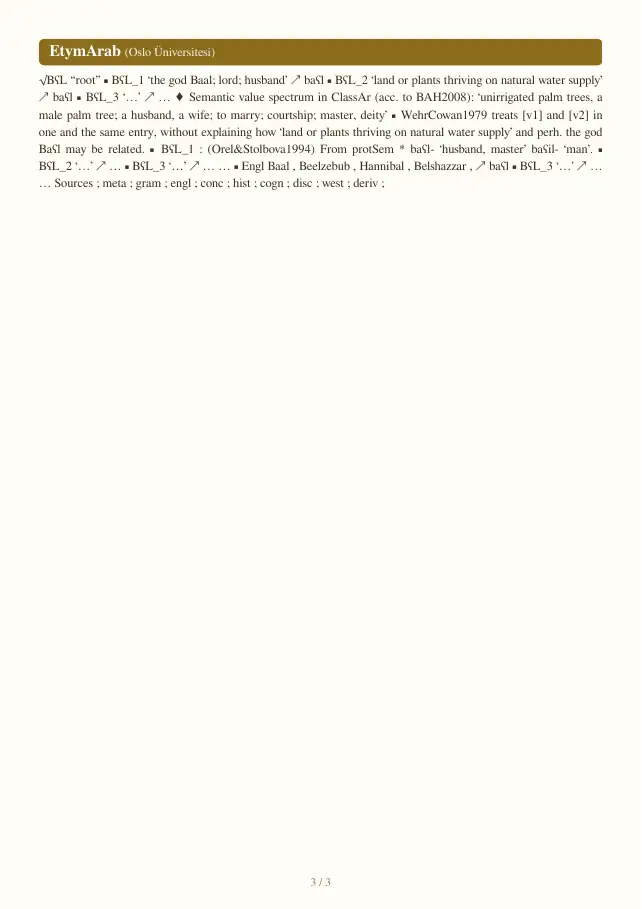 EtymArab (Oslo Üniversitesi)
√BʕL “root” ▪ BʕL_1 ‘the god Baal; lord; husband’ ↗ baʕl ▪ BʕL_2 ‘land or plants thriving on natural water supply’
↗ baʕl ▪ BʕL_3 ‘…’ ↗ … ♦ Semantic value spectrum in ClassAr (acc. to BAH2008): ‘unirrigated palm trees, a
male palm tree; a husband, a wife; to marry; courtship; master, deity’ ▪ WehrCowan1979 treats [v1] and [v2] in
one and the same entry, without explaining how ‘land or plants thriving on natural water supply’ and perh. the god
Baʕl may be related. ▪ BʕL_1 : (Orel&Stolbova1994) From protSem * baʕl- ‘husband, master’ baʕil- ‘man’. ▪
BʕL_2 ‘…’ ↗ … ▪ BʕL_3 ‘…’ ↗ … … ▪ Engl Baal , Beelzebub , Hannibal , Belshazzar , ↗ baʕl ▪ BʕL_3 ‘…’ ↗ …
… Sources ; meta ; gram ; engl ; conc ; hist ; cogn ; disc ; west ; deriv ;
3 / 3